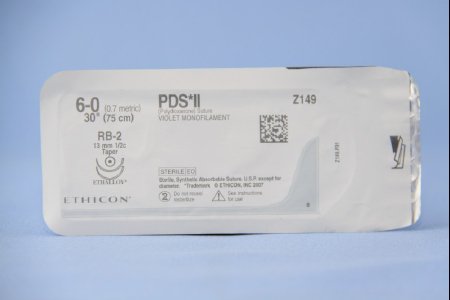 6-0 (0.7 metric)
30" (75 cm)
PDS*II
(Polydioxanone) Suture
VIOLET MONOFILAMENT
Z149
RB-2
13 mm 1/2c
Taper
ETHALLOY
ETHICON
STERILE EO
Sterile, Synthetic Absorbable Suture. U.S.P. except for
diameter. *Trademark © ETHICON, INC 2007
2 Do not reuse/
resterilize
See instructions
for use